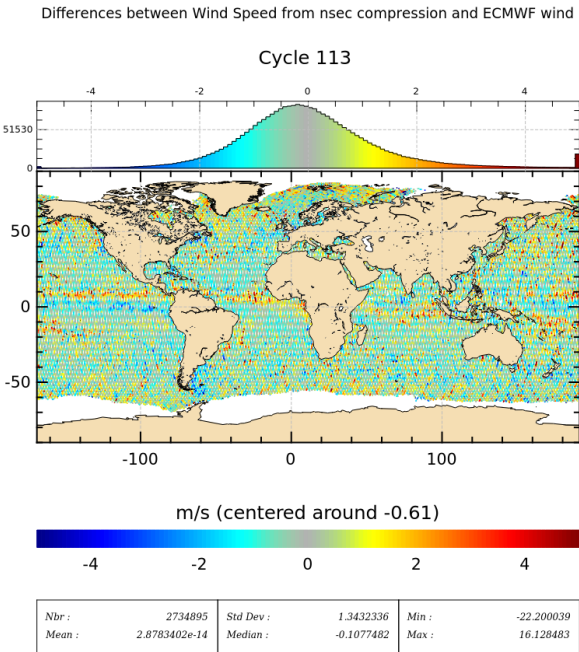 Differences between Wind Speed from nsec compression and ECMWF wind
Cycle 113
-4 -2 0 2 4
51530
0
50
0
-50
-100 0 100
m/s (centered around -0.61)
-4 -2 0 2 4
Nbr : 2734895 Std Dev : 1.3432336 Min : -22.200039
Mean : 2.8783402e-14 Median : -0.1077482 Max : 16.128483